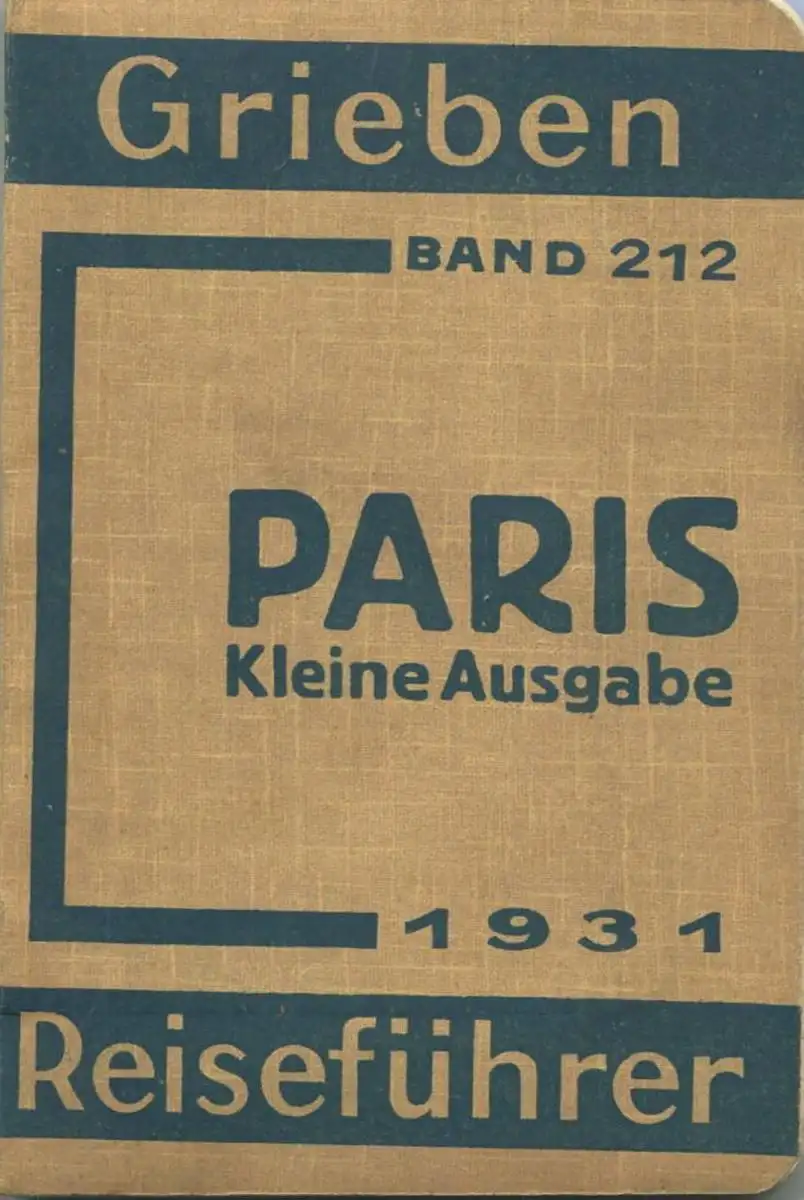 Grieben
BAND 212
PARIS
Kleine Ausgabe
1931
Reiseführer